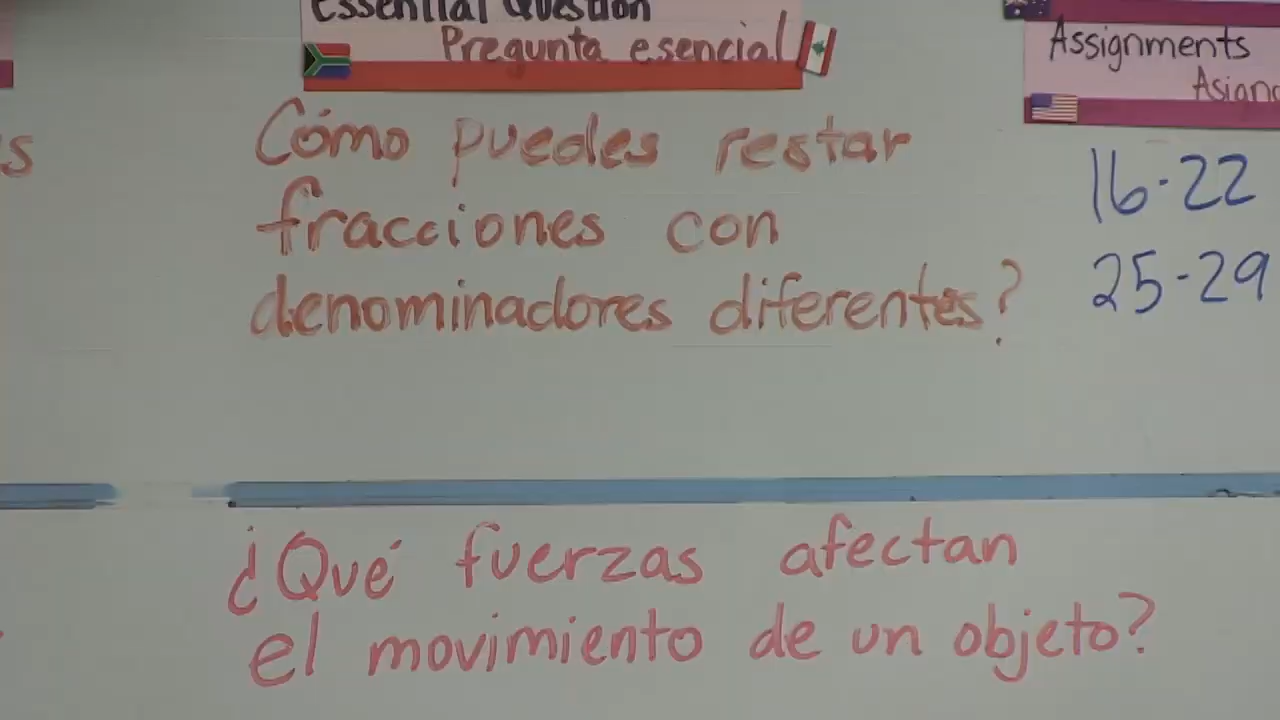 Essential Question
Pregunta esencial
Cómo puedes restar
fracciones con
denominadores diferentes?
¿Qué fuerzas afectan
el movimiento de un objeto?
Assignments
16-22
25-29